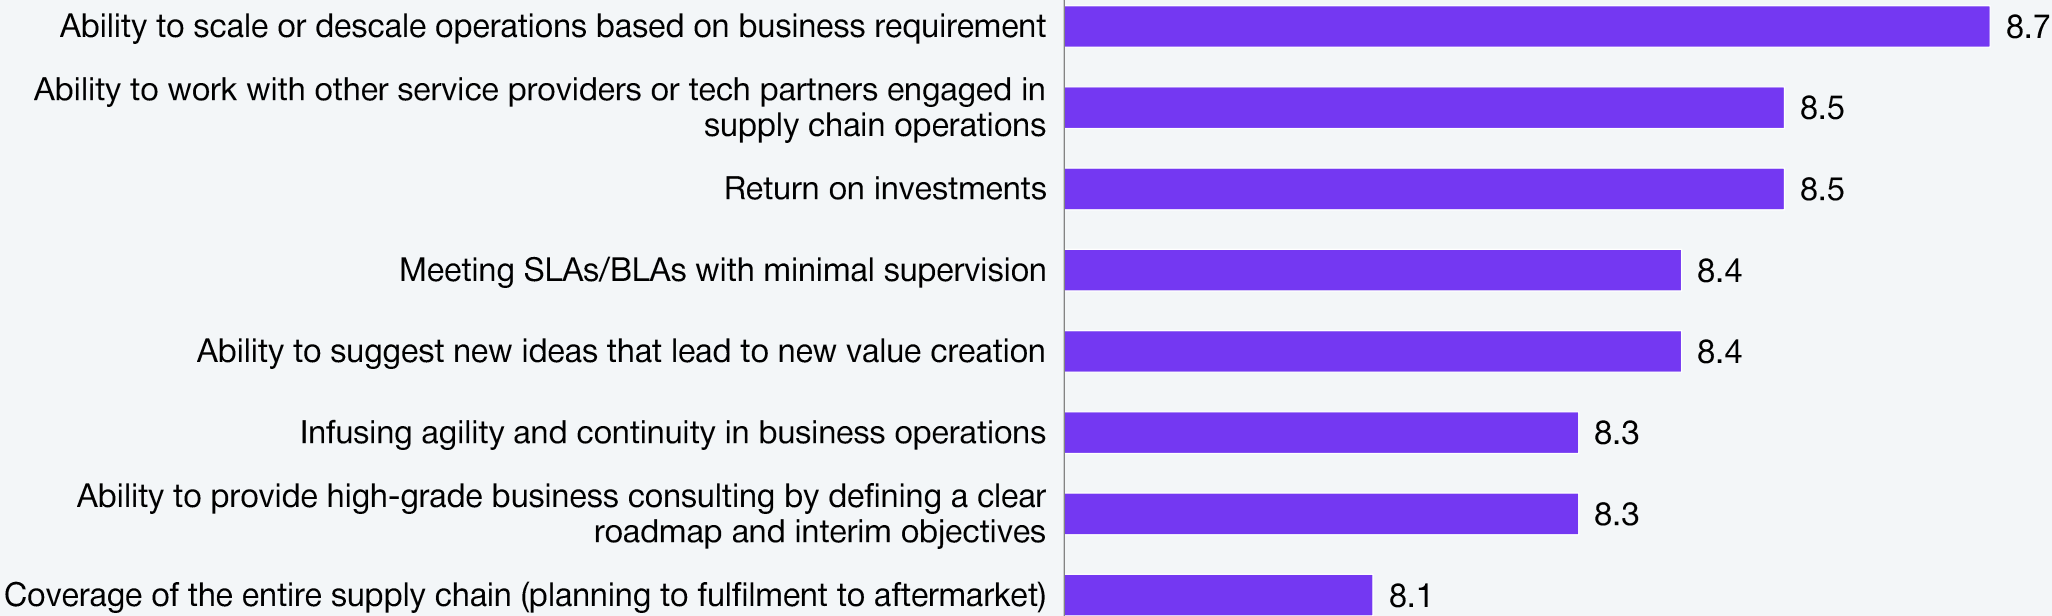 Ability to scale or descale operations based on business requirement 8.7
Ability to work with other service providers or tech partners engaged in
supply chain operations 8.5
Return on investments 8.5
Meeting SLAs/BLAs with minimal supervision 8.4
Ability to suggest new ideas that lead to new value creation 8.4
Infusing agility and continuity in business operations 8.3
Ability to provide high-grade business consulting by defining a clear
roadmap and interim objectives 8.3
Coverage of the entire supply chain (planning to fulfilment to aftermarket) 8.1